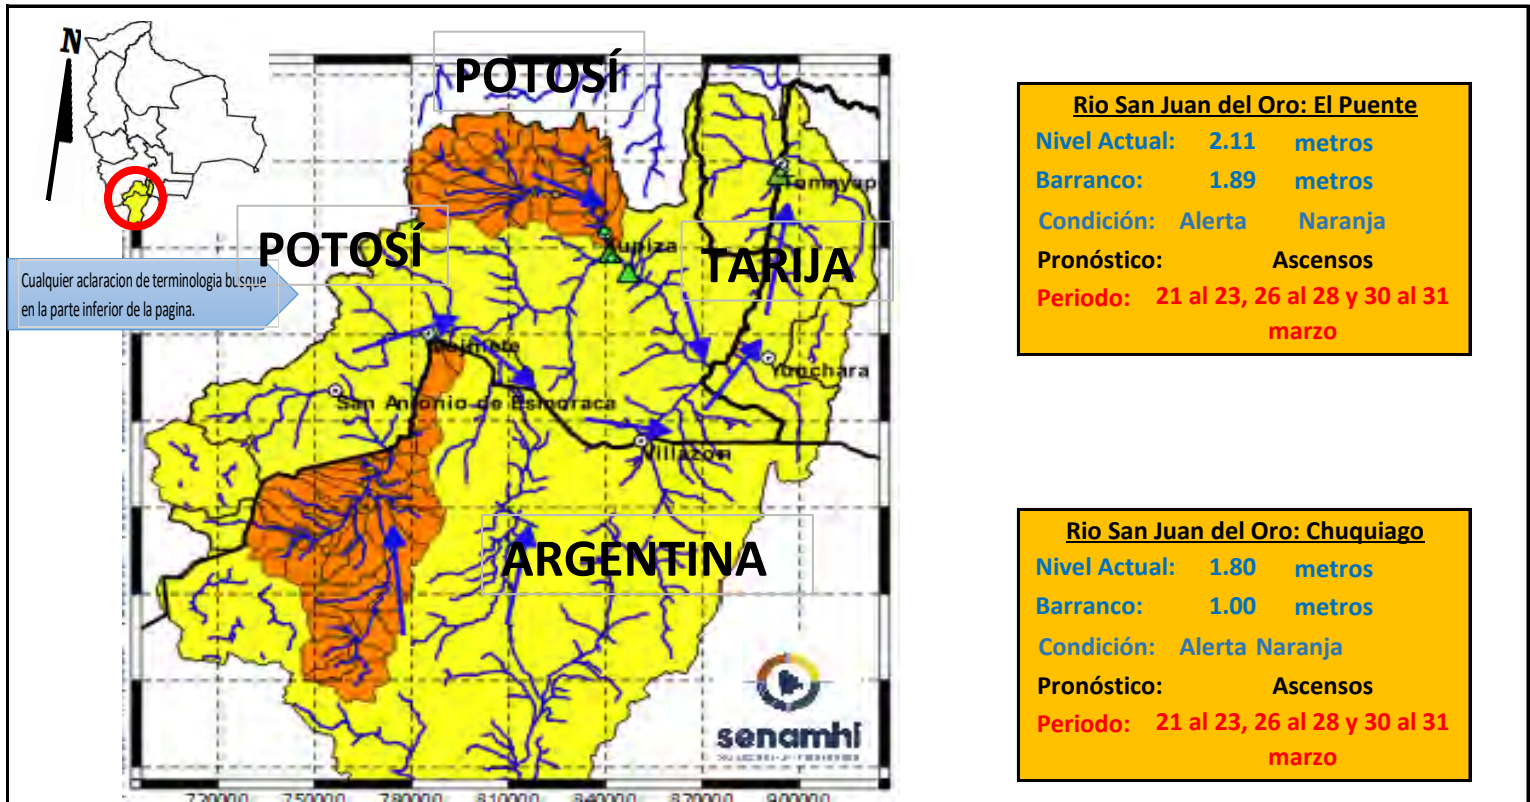 N
POTOSÍ
POTOSÍ
TARIJA
ARGENTINA
Cualquier aclaracion de terminologia busque
en la parte inferior de la pagina.
Yunchara
San Antonio de Esmoraca
Villazon
senamhi
770000 750000 780000 810000 840000 870000 900000
Rio San Juan del Oro: El Puente
Nivel Actual: 2.11 metros
Barranco: 1.89 metros
Condición: Alerta Naranja
Pronóstico: Ascensos
Periodo: 21 al 23, 26 al 28 y 30 al 31
marzo
Rio San Juan del Oro: Chuquiago
Nivel Actual: 1.80 metros
Barranco: 1.00 metros
Condición: Alerta Naranja
Pronóstico: Ascensos
Periodo: 21 al 23, 26 al 28 y 30 al 31
marzo